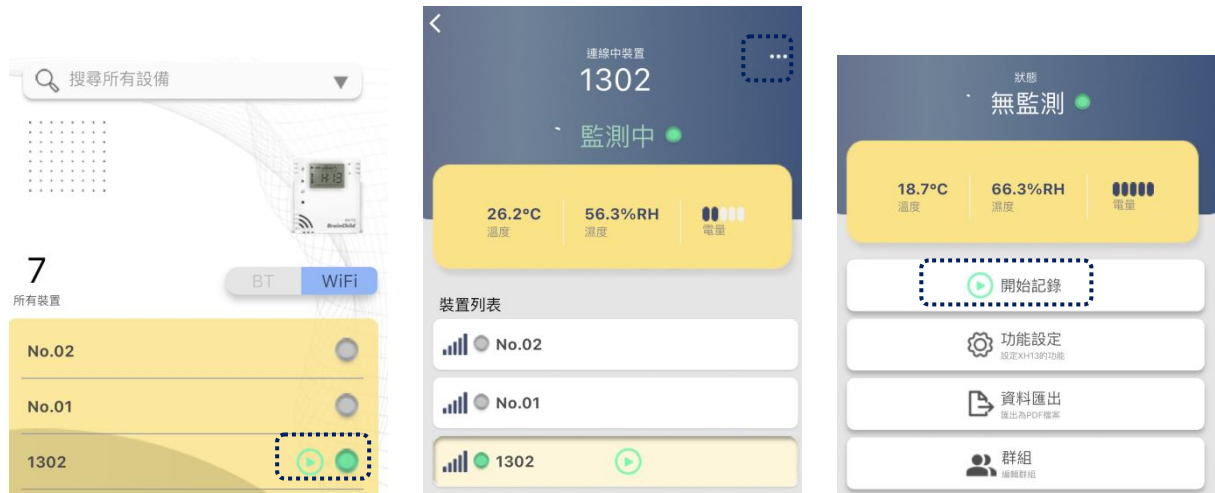 搜尋所有設備
H13
BrainChild
7
所有裝置
BT WiFi
No.02
No.01
1302
連線中裝置
1302
監測中
26.2°C 56.3%RH
溫度 濕度 電量
裝置列表
No.02
No.01
1302
狀態
無監測
18.7°C 66.3%RH
溫度 濕度 電量
開始記錄
功能設定
設定XH13的功能
資料匯出
匯出為PDF檔案
群組
編輯群組